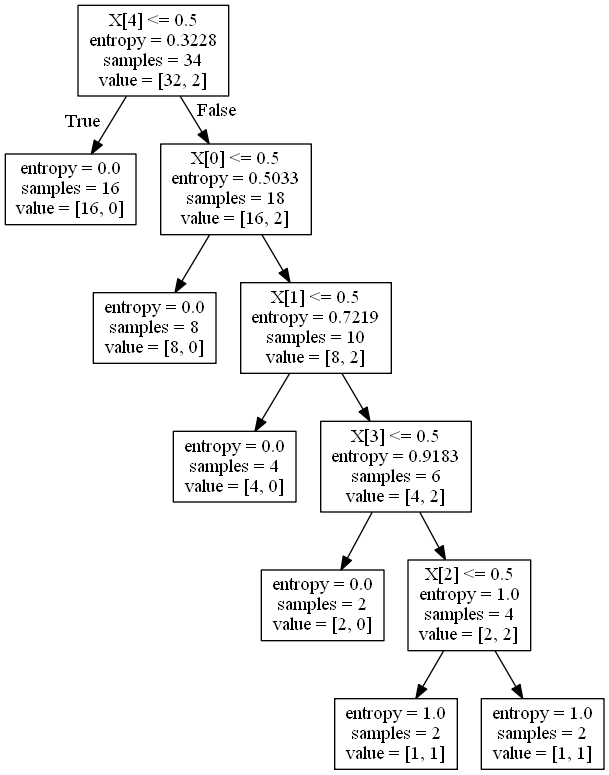 X[4] <= 0.5
entropy = 0.3228
samples = 34
value = [32, 2]
True
False
entropy = 0.0
samples = 16
value = [16, 0]
X[0] <= 0.5
entropy = 0.5033
samples = 18
value = [16, 2]
entropy = 0.0
samples = 8
value = [8, 0]
X[1] <= 0.5
entropy = 0.7219
samples = 10
value = [8, 2]
entropy = 0.0
samples = 4
value = [4, 0]
X[3] <= 0.5
entropy = 0.9183
samples = 6
value = [4, 2]
entropy = 0.0
samples = 2
value = [2, 0]
X[2] <= 0.5
entropy = 1.0
samples = 4
value = [2, 2]
entropy = 1.0
samples = 2
value = [1, 1]
entropy = 1.0
samples = 2
value = [1, 1]